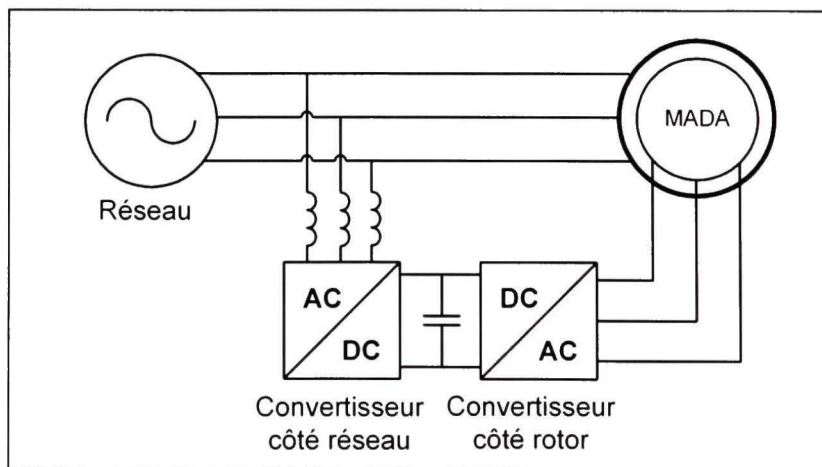 MADA
Réseau
AC
DC
DC
AC
Convertisseur
côté réseau
Convertisseur
côté rotor